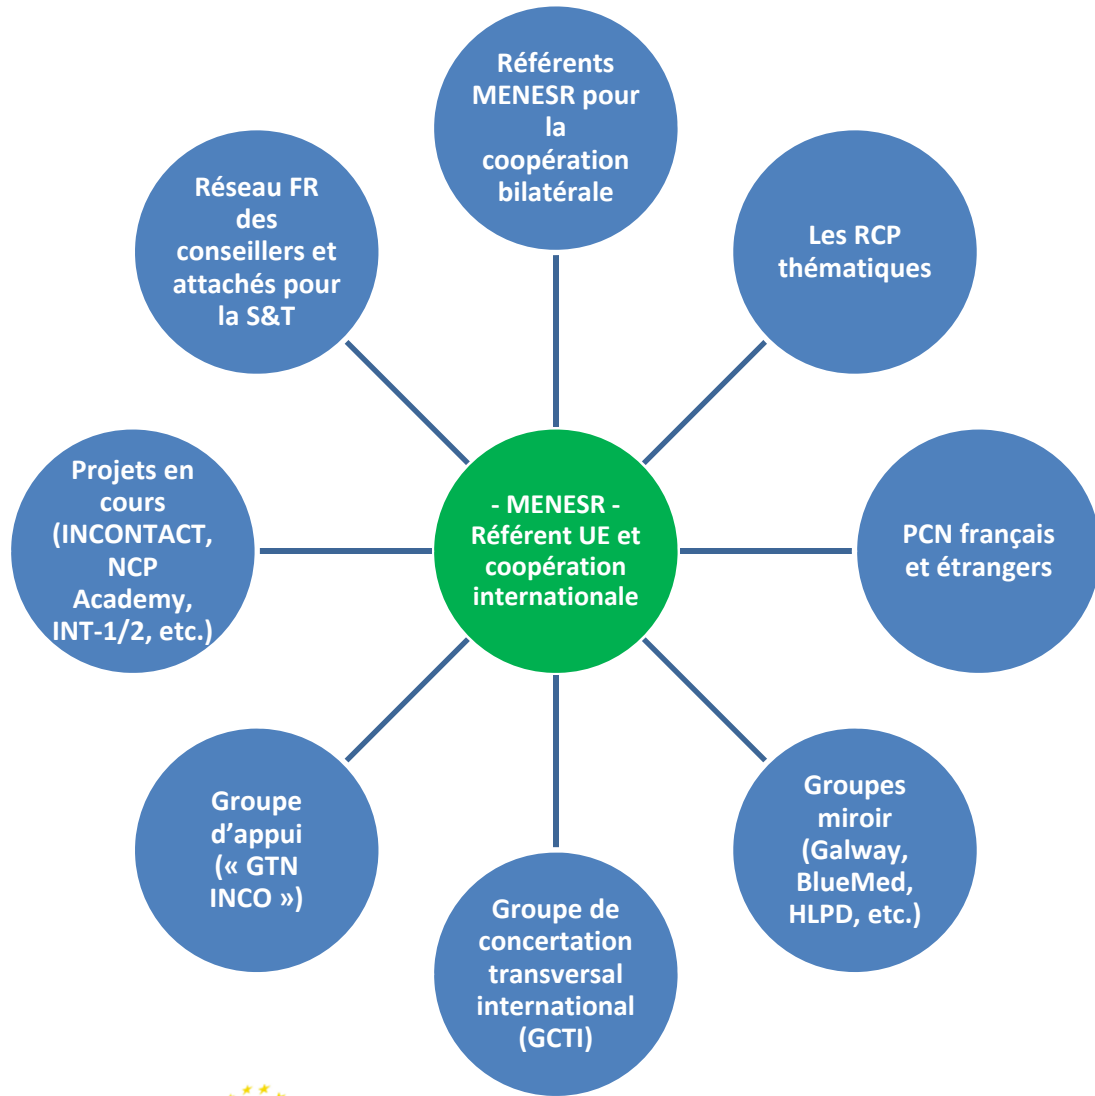 Référents
MENESR pour
la
coopération
bilatérale
Réseau FR
des
conseillers et
attachés pour
la S&T
Les RCP
thématiques
Projets en
cours
(INCONTACT,
NCP
Academy,
INT-1/2, etc.)
- MENESR -
Référent UE et
coopération
internationale
PCN français
et étrangers
Groupe
d’appui
(« GTN
INCO »)
Groupes
miroir
(Galway,
BlueMed,
HLPD, etc.)
Groupe de
concertation
transversal
international
(GCTI)